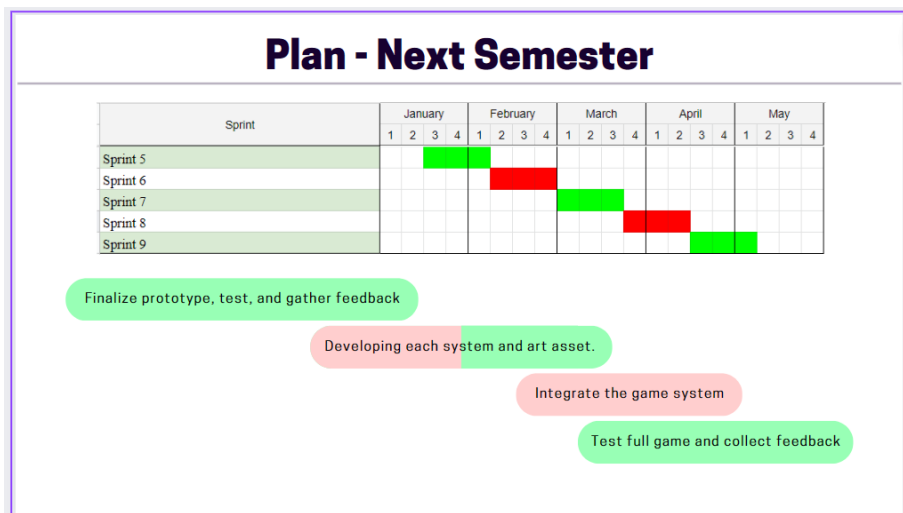 Plan - Next Semester
Sprint January February March April May
1 2 3 4 1 2 3 4 1 2 3 4 1 2 3 4 1 2 3 4
Sprint 5
Sprint 6
Sprint 7
Sprint 8
Sprint 9
Finalize prototype, test, and gather feedback
Developing each system and art asset.
Integrate the game system
Test full game and collect feedback